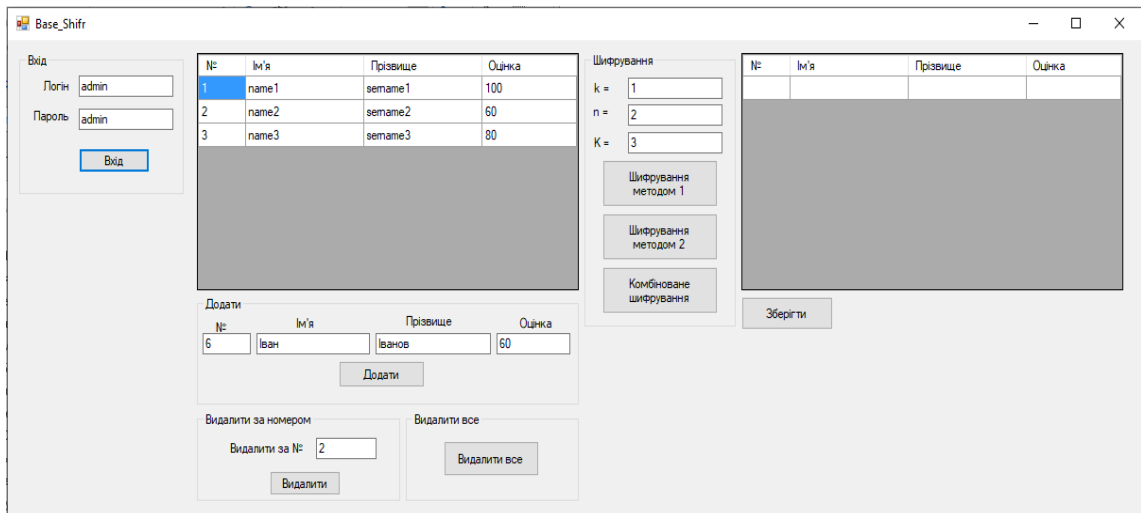 Base_Shifr
Вхід
Логін admin
Пароль admin
Вхід
№ Ім'я Прізвище Оцінка
1 name1 sername1 100
2 name2 sername2 60
3 name3 sername3 80
Додати
№ Ім'я Прізвище Оцінка
6 Іван Іванов 60
Додати
Видалити за номером
Видалити за № 2
Видалити
Видалити все
Видалити все
Шифрування
k = 1
n = 2
K = 3
Шифрування
методом 1
Шифрування
методом 2
Комбіноване
шифрування
№ Ім'я Прізвище Оцінка
Зберігти